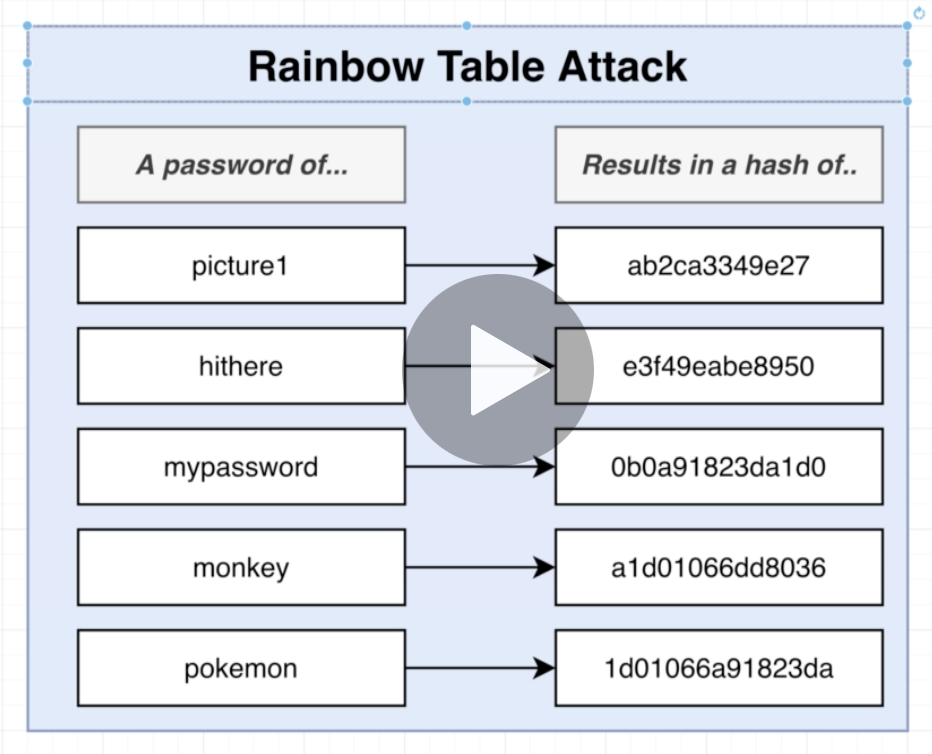 Rainbow Table Attack
A password of...
Results in a hash of..
picture1
ab2ca3349e27
hithere
e3f49eabe8950
mypassword
0b0a91823da1d0
monkey
a1d01066dd8036
pokemon
1d01066a91823da